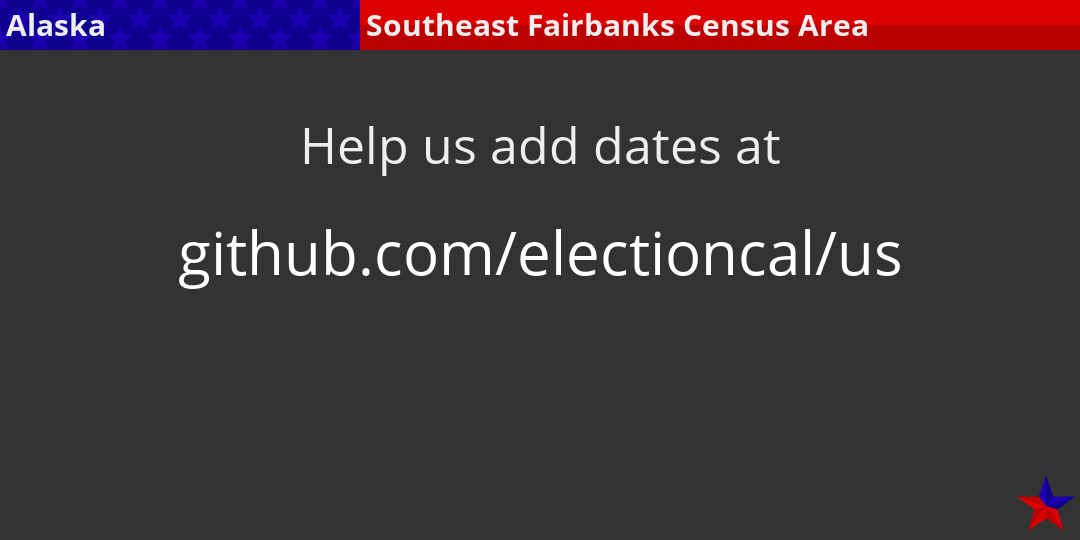 Alaska
Southeast Fairbanks Census Area
Help us add dates at
github.com/electioncal/us